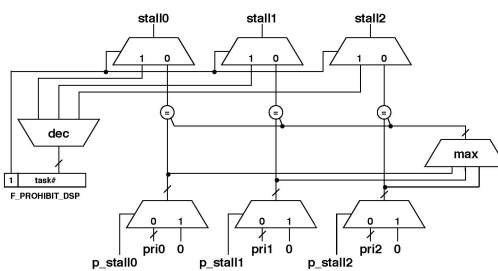 stall0 stall1 stall2
1 0 1 0 1 0
= = =
dec
max
1 task#
F_PROHIBIT_DSP
0 1 0 1 0 1
pri0 0 pri1 0 pri2 0
p_stall0 p_stall1 p_stall2